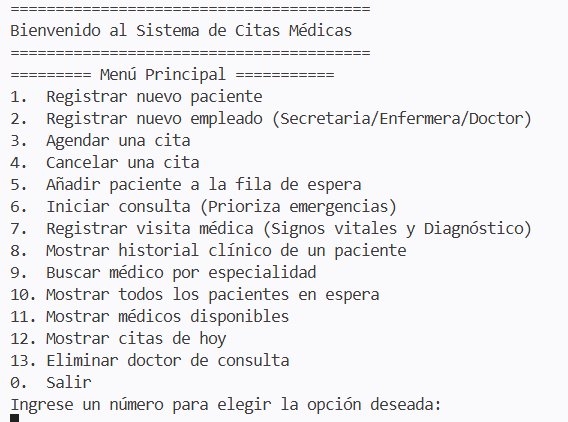 ========================================
Bienvenido al Sistema de Citas Médicas
========================================
========= Menú Principal ===========
1.  Registrar nuevo paciente
2.  Registrar nuevo empleado (Secretaria/Enfermera/Doctor)
3.  Agendar una cita
4.  Cancelar una cita
5.  Añadir paciente a la fila de espera
6.  Iniciar consulta (Prioriza emergencias)
7.  Registrar visita médica (Signos vitales y Diagnóstico)
8.  Mostrar historial clínico de un paciente
9.  Buscar médico por especialidad
10. Mostrar todos los pacientes en espera
11. Mostrar médicos disponibles
12. Mostrar citas de hoy
13. Eliminar doctor de consulta
0.  Salir
Ingrese un número para elegir la opción deseada: